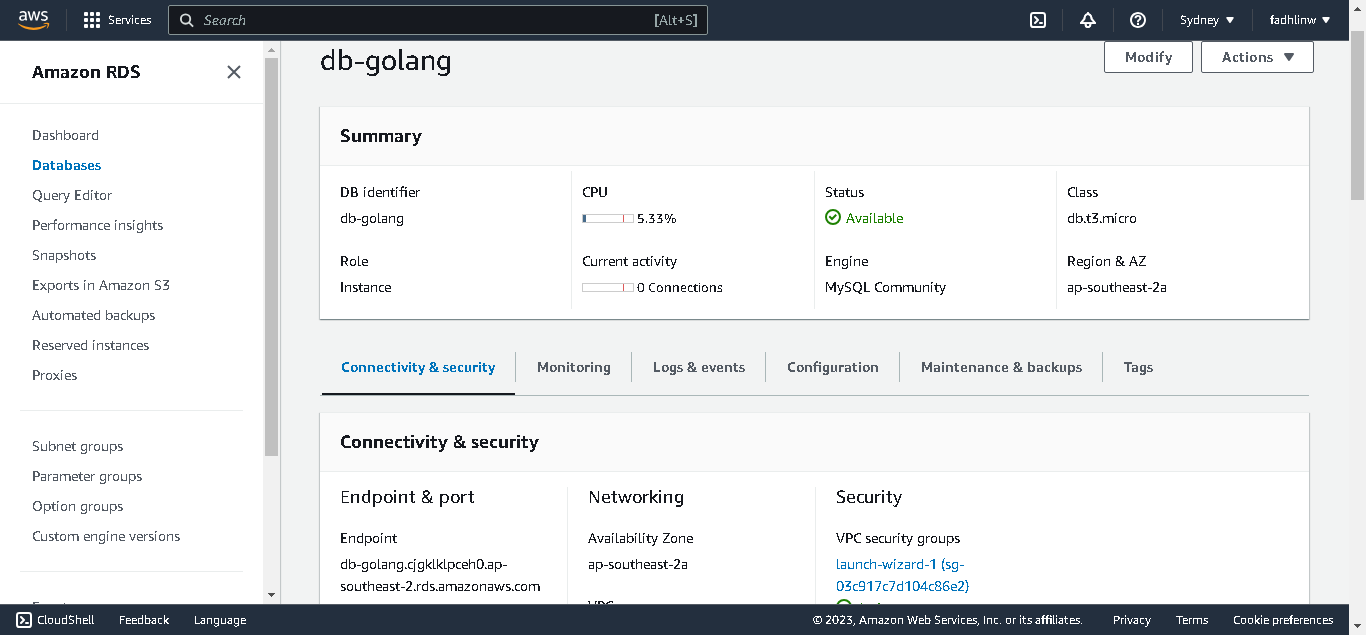 aws
Services
Search
[Alt+S]
Sydney
fadhlinw
Amazon RDS
Dashboard
Databases
Query Editor
Performance insights
Snapshots
Exports in Amazon S3
Automated backups
Reserved instances
Proxies
Subnet groups
Parameter groups
Option groups
Custom engine versions
db-golang
Modify
Actions
Summary
DB identifier
db-golang
CPU
5.33%
Status
Available
Class
db.t3.micro
Role
Instance
Current activity
0 Connections
Engine
MySQL Community
Region & AZ
ap-southeast-2a
Connectivity & security
Monitoring
Logs & events
Configuration
Maintenance & backups
Tags
Connectivity & security
Endpoint & port
Endpoint
db-golang.cjgklklpceh0.ap-
southeast-2.rds.amazonaws.com
Networking
Availability Zone
ap-southeast-2a
VPC
Security
VPC security groups
launch-wizard-1 (sg-
03c917c7d104c86e2)
CloudShell
Feedback
Language
© 2023, Amazon Web Services, Inc. or its affiliates.
Privacy
Terms
Cookie preferences